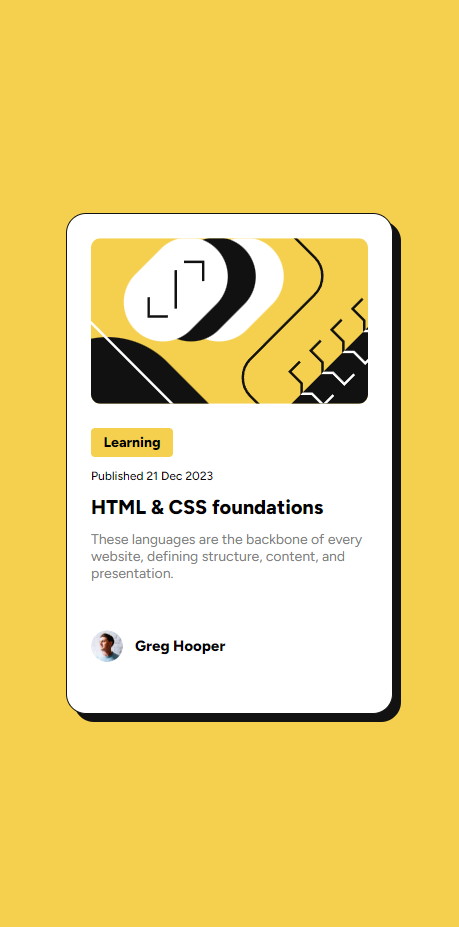 Learning
Published 21 Dec 2023
HTML & CSS foundations
These languages are the backbone of every
website, defining structure, content, and
presentation.
Greg Hooper